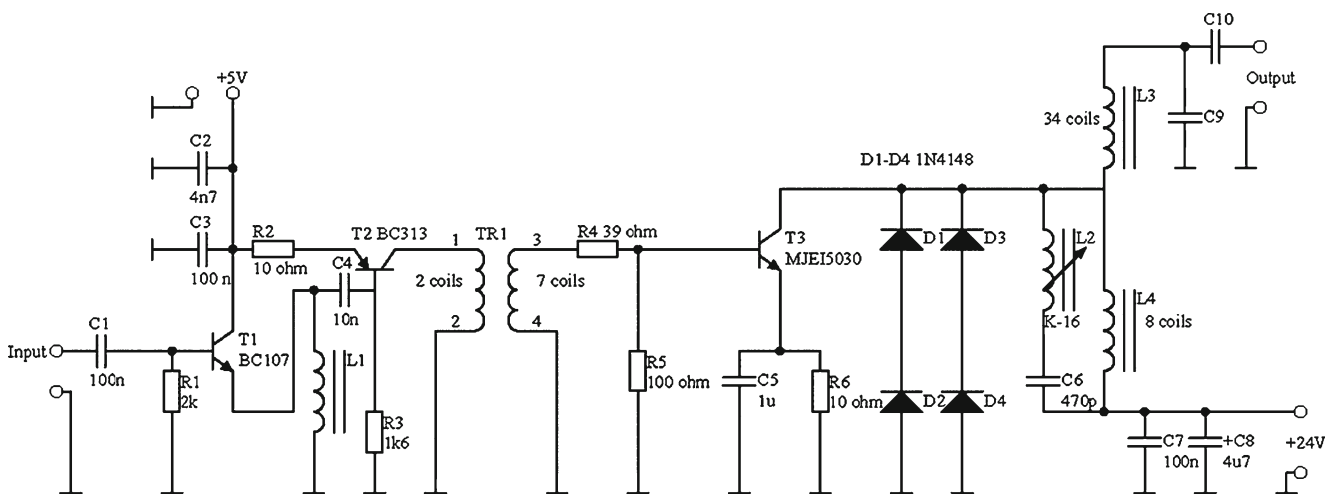 C10
+5V
Output
L3
34 coils
C9
C2
4n7
D1-D4 1N4148
C3
100 n
R2
10 ohm
T2 BC313
1
TR1
3
R4 39 ohm
T3
MJEI5030
D1
D3
L2
C4
10n
2 coils
7 coils
2
4
K-16
L4
8 coils
C1
Input
100n
T1
BC107
L1
R1
2k
R5
100 ohm
C5
1u
R6
10 ohm
D2
D4
C6
470p
R3
1k6
C7
100n
+C8
4u7
+24V